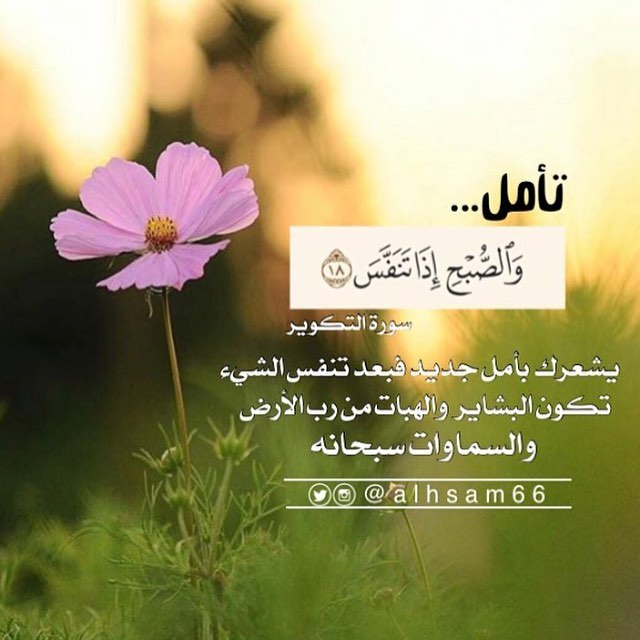 تأمل...
وَٱلصُّبْحِ إِذَا تَنَفَّسَ ١٨
سورة التكوير
يشعرك بأمل جديد فبعد تنفس الشيء
تكون البشاير والهبات من رب الأرض
والسماوات سبحانه
@alhsam66